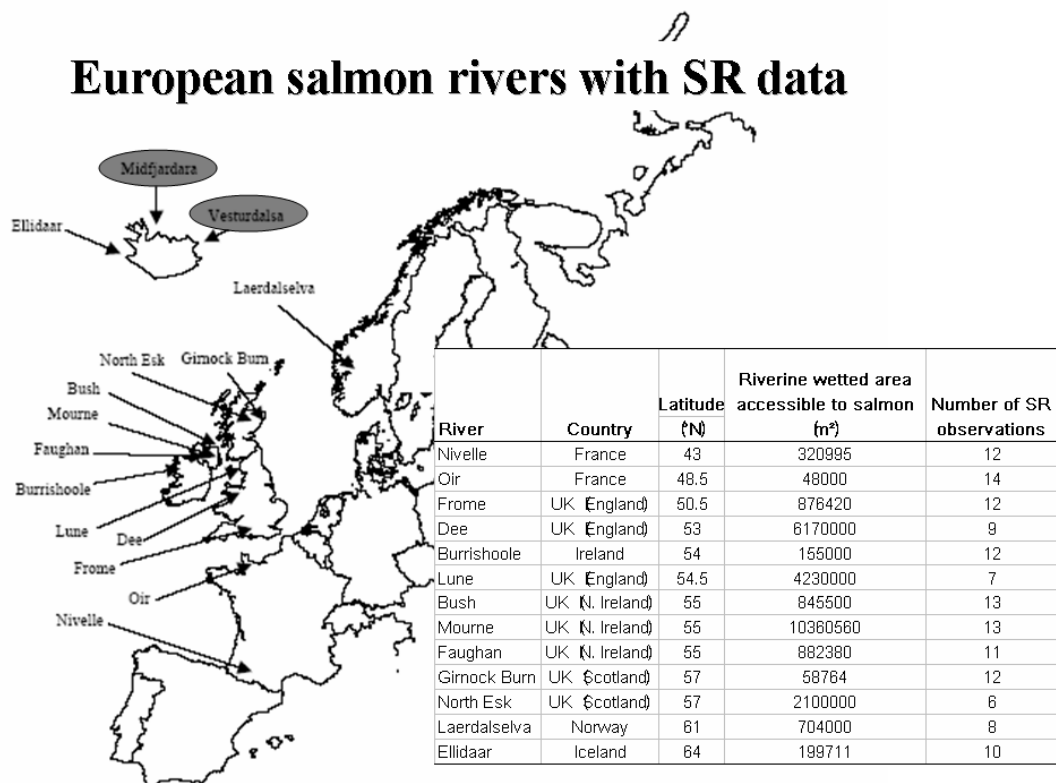 European salmon rivers with SR data
Midfjardara
Vesturdalsa
Ellidaar
Laerdalselva
North Esk
Girnock Burn
Bush
Mourne
Faughan
Burrishoole
Lune
Dee
Frome
Oir
Nivelle
River Country Latitude (°N) Riverine wetted area accessible to salmon (m²) Number of SR observations
Nivelle France 43 320995 12
Oir France 48.5 48000 14
Frome UK (England) 50.5 876420 12
Dee UK (England) 53 6170000 9
Burrishoole Ireland 54 155000 12
Lune UK (England) 54.5 4230000 7
Bush UK (N. Ireland) 55 845500 13
Mourne UK (N. Ireland) 55 10360560 13
Faughan UK (N. Ireland) 55 882380 11
Girnock Burn UK (Scotland) 57 58764 12
North Esk UK (Scotland) 57 2100000 6
Laerdalselva Norway 61 704000 8
Ellidaar Iceland 64 199711 10